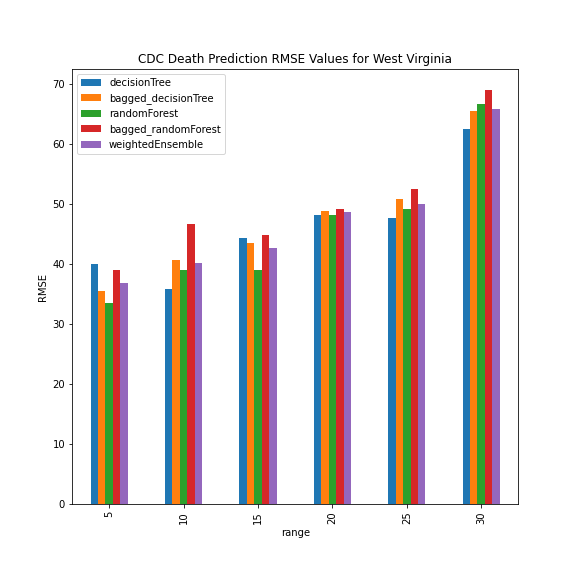 CDC Death Prediction RMSE Values for West Virginia
decisionTree
bagged_decisionTree
randomForest
bagged_randomForest
weightedEnsemble
70
60
50
40
30
20
10
0
RMSE
5 10 15 20 25 30
range